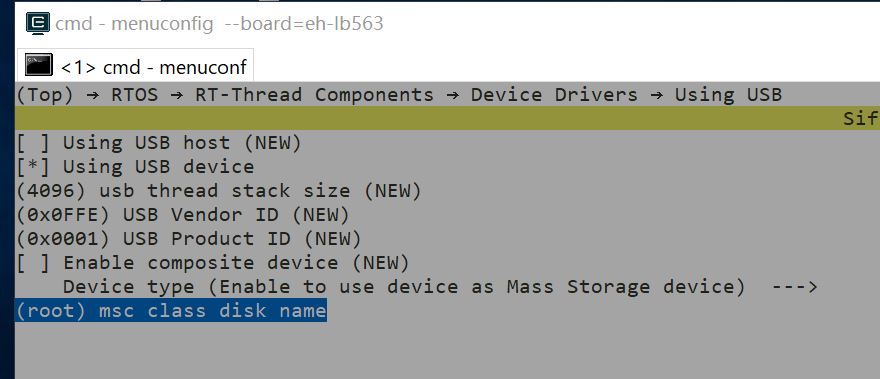 cmd - menuconfig --board=eh-lb563
<1> cmd - menuconf
(Top) → RTOS → RT-Thread Components → Device Drivers → Using USB
Sif
[ ] Using USB host (NEW)
[*] Using USB device
(4096) usb thread stack size (NEW)
(0x0FFE) USB Vendor ID (NEW)
(0x0001) USB Product ID (NEW)
[ ] Enable composite device (NEW)
Device type (Enable to use device as Mass Storage device) --->
(root) msc class disk name